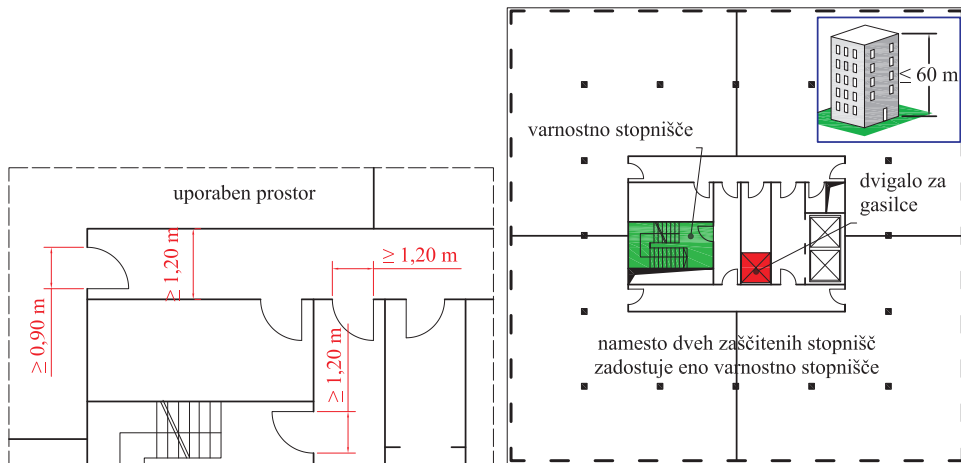 uporaben prostor
≥ 0,90 m
≥ 1,20 m
≥ 1,20 m
≥ 1,20 m
≤ 60 m
varnostno stopnišče
dvigalo za
gasilce
namesto dveh zaščitenih stopnišč
zadostuje eno varnostno stopnišče